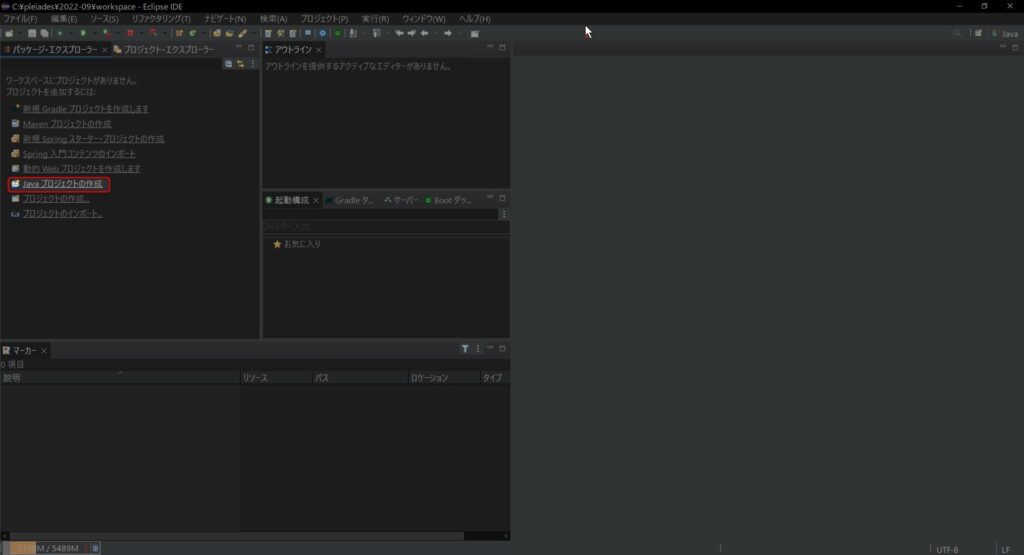 C:¥pleiades¥2022-09¥workspace - Eclipse IDE
ファイル(F) 編集(E) ソース(S) リファクタリング(T) ナビゲート(N) 検索(A) プロジェクト(P) 実行(R) ウィンドウ(W) ヘルプ(H)
Java
パッケージ・エクスプローラー プロジェクト・エクスプローラー
ワークスペースにプロジェクトがありません。
プロジェクトを追加するには:
新規 Gradle プロジェクトを作成します
Maven プロジェクトの作成
新規 Spring スターター・プロジェクトの作成
Spring 入門コンテンツのインポート
動的 Web プロジェクトを作成します
Java プロジェクトの作成
プロジェクトの作成...
プロジェクトのインポート...
アウトライン
アウトラインを提供するアクティブなエディターがありません。
起動構成 Gradle タ... サーバー Boot ダッ...
フィルター入力
お気に入り
マーカー
0 項目
説明 リソース パス ロケーション タイプ
/ 5489M
UTF-8 LF